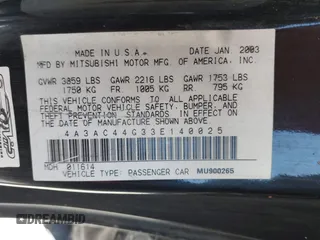 MADE IN U.S.A.
DATE JAN 2003
MFD BY MITSUBISHI MOTOR MFG. OF AMERICA, INC.
GVWR 3859 LBS GAWR 2216 LBS GAWR 1753 LBS
1750 KG FR 1005 KG RR 795 KG
THIS VEHICLE CONFORMS TO ALL APPLICABLE
FEDERAL MOTOR VEHICLE SAFETY, BUMPER, AND
THEFT PREVENTION STANDARDS IN EFFECT ON
THE DATE OF MANUFACTURE SHOWN ABOVE.
4A3AC44G33E140025
MDH 011614
VEHICLE TYPE: PASSENGER CAR MU90026S
DREAMBID